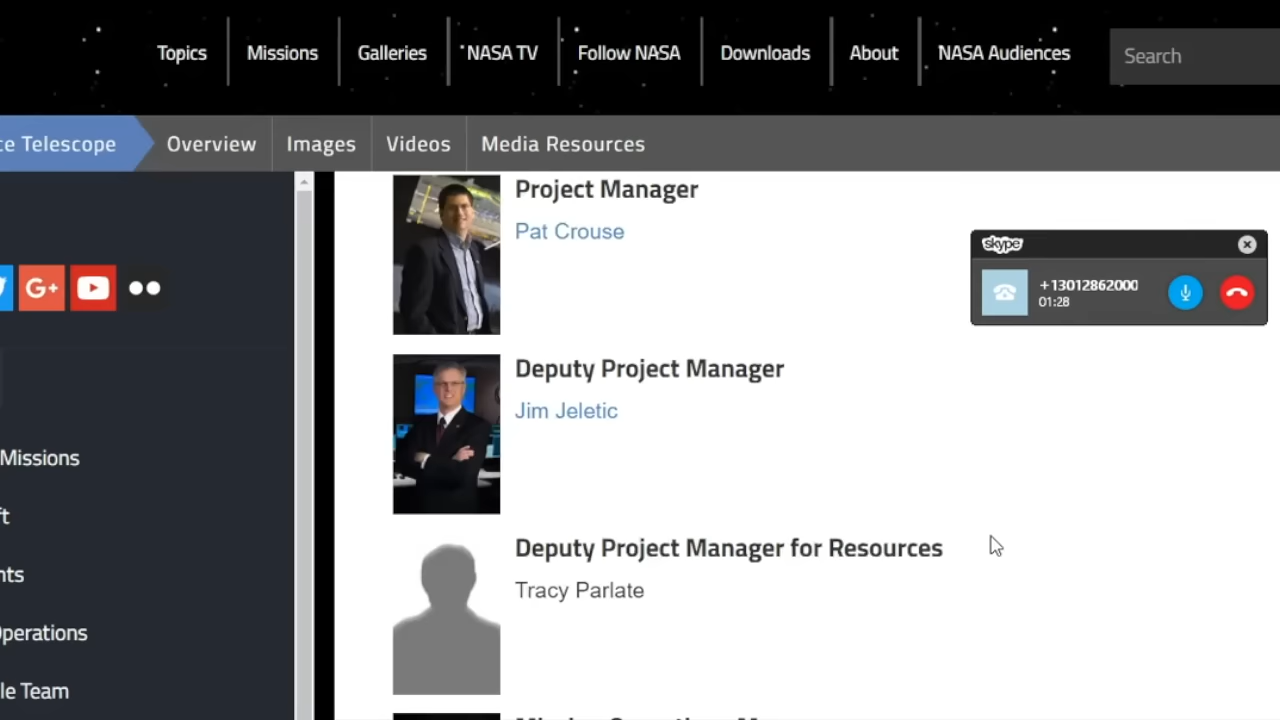 Topics Missions Galleries NASA TV Follow NASA Downloads About NASA Audiences Search
ce Telescope Overview Images Videos Media Resources
Project Manager
Pat Crouse
skype
+13012862000
01:28
G+
Deputy Project Manager
Jim Jeletic
Missions
ft
Deputy Project Manager for Resources
Tracy Parlate
nts
Operations
le Team